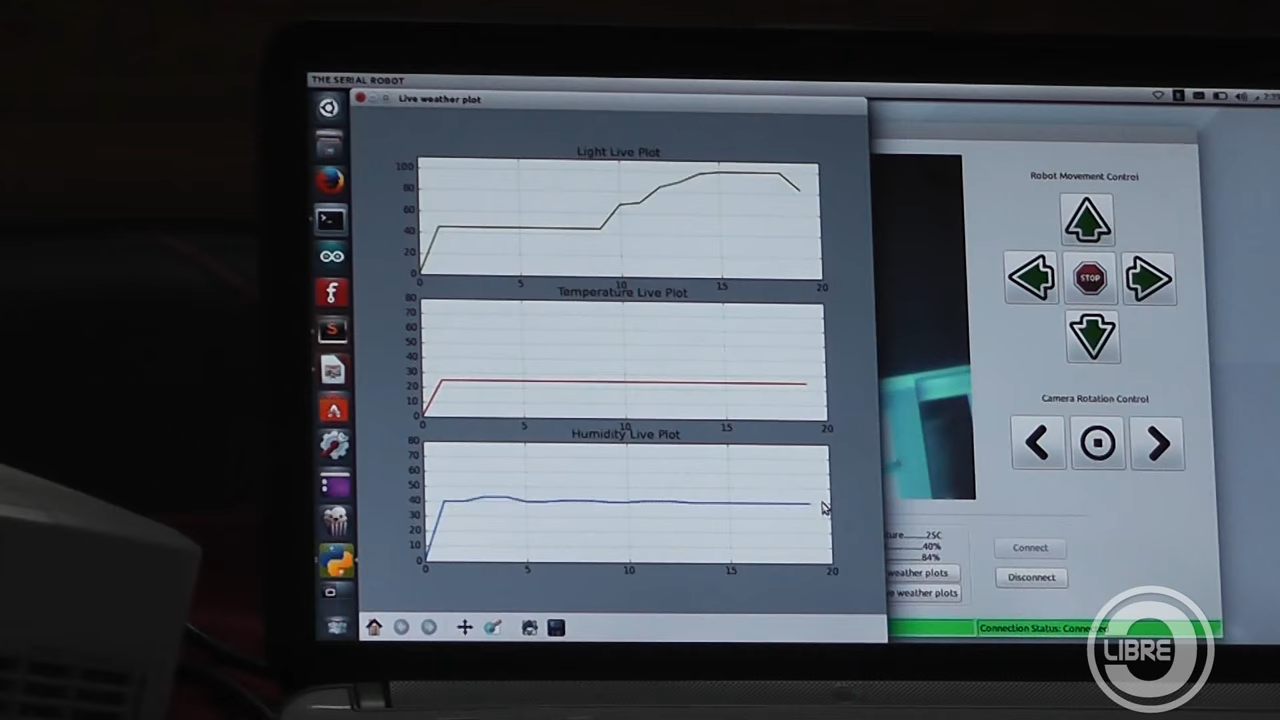 THE SERIAL ROBOT
Live weather plot
Light Live Plot
100
80
60
40
20
0
0 5 10 15 20
Temperature Live Plot
80
70
60
50
40
30
20
10
0
0 5 10 15 20
Humidity Live Plot
80
70
60
50
40
30
20
10
0
0 5 10 15 20
Robot Movement Control
STOP
Camera Rotation Control
ture.......25C
40%
84%
weather plots
weather plots
Connect
Disconnect
Connection Status: Connected
LIBRE